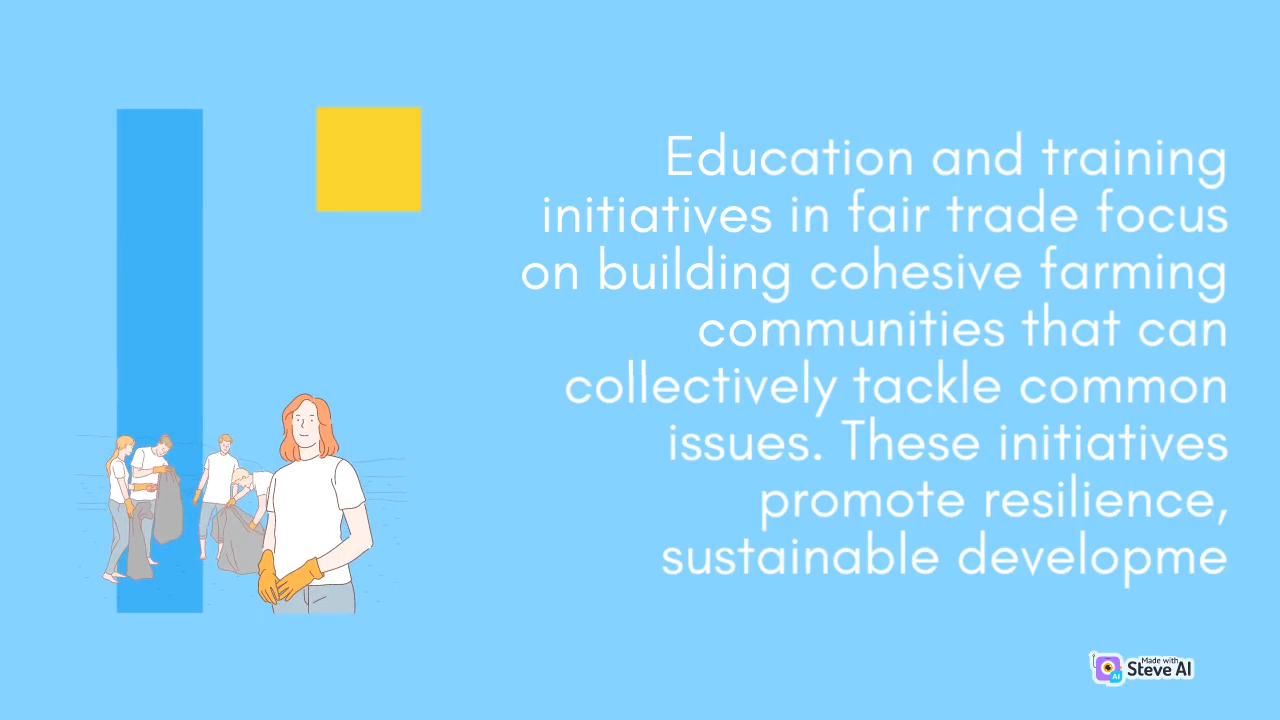 Education and training
initiatives in fair trade focus
on building cohesive farming
communities that can
collectively tackle common
issues. These initiatives
promote resilience,
sustainable developme
Made with
AI
Steve AI